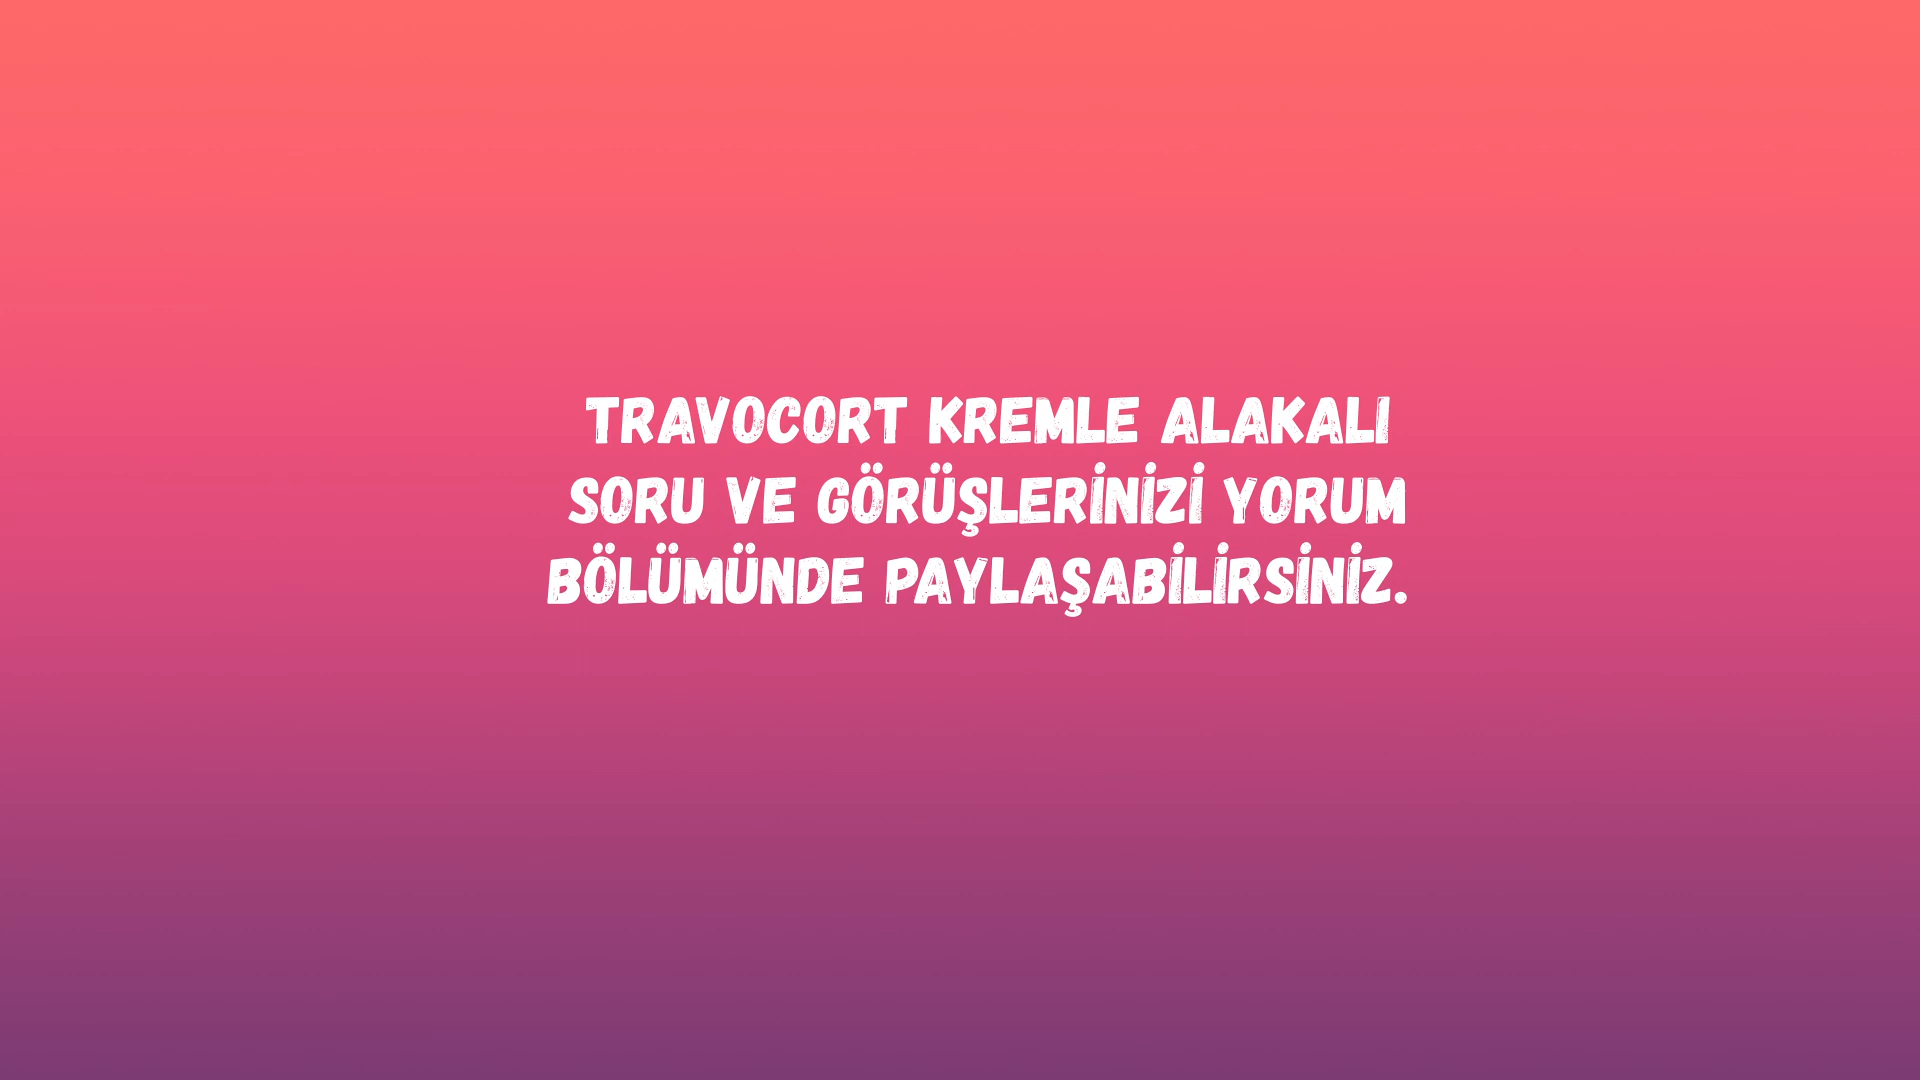 TRAVOCORT KREMLE ALAKALI
SORU VE GÖRÜŞLERİNİZİ YORUM
BÖLÜMÜNDE PAYLAŞABİLİRSİNİZ.